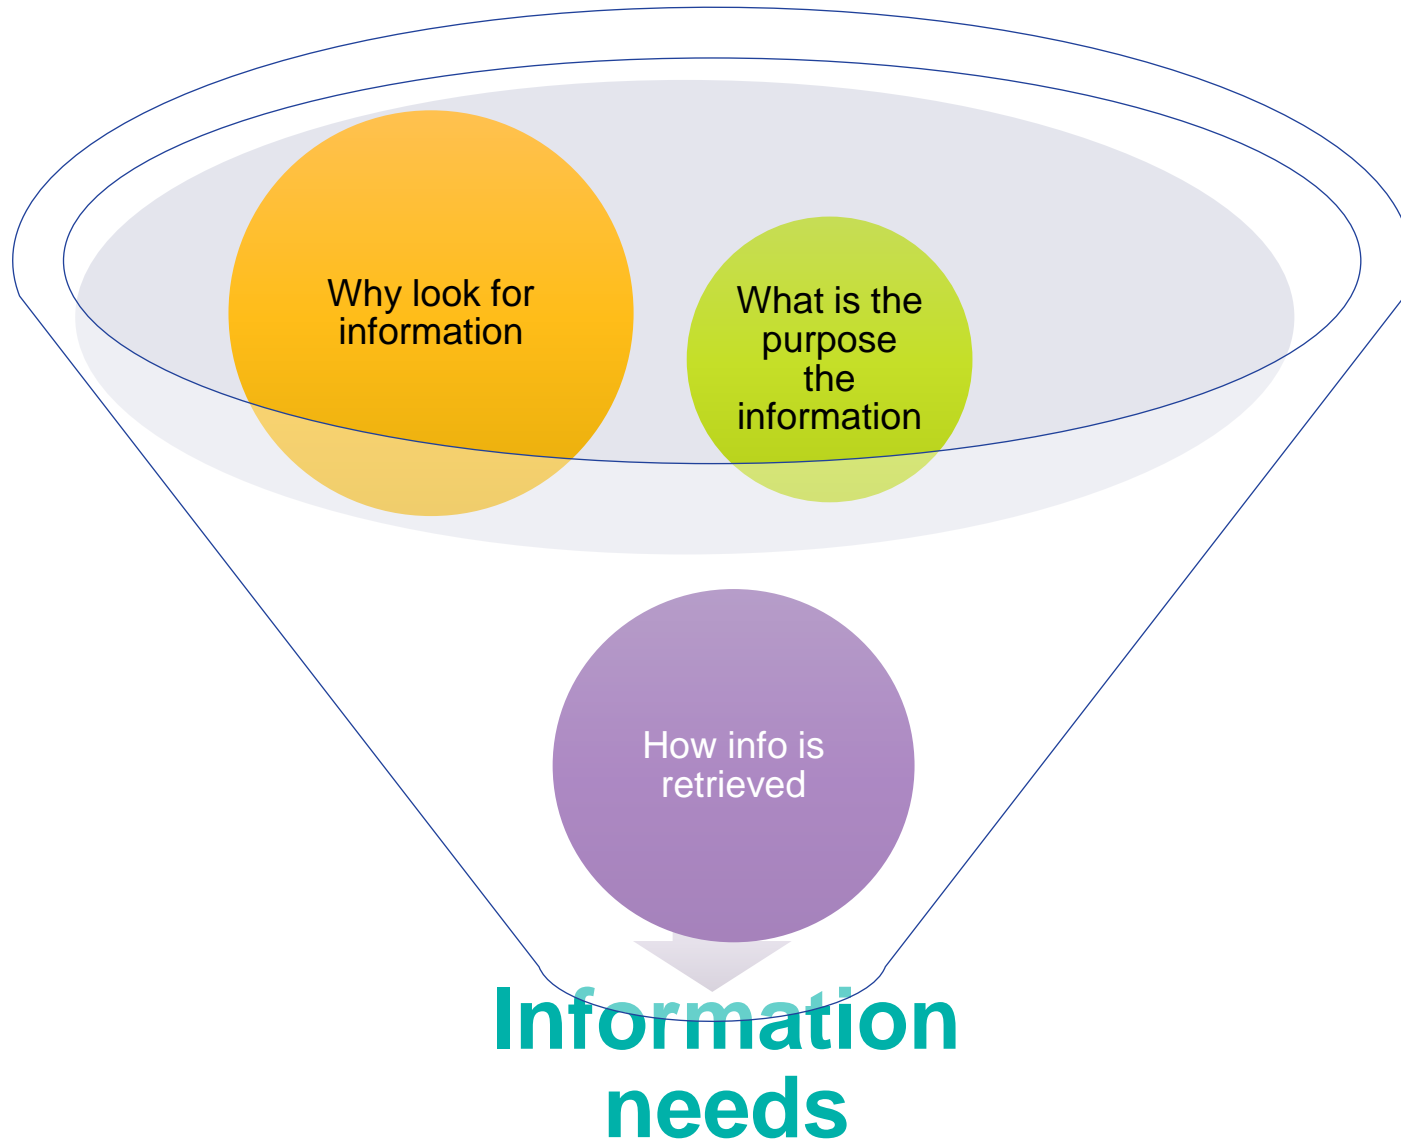 Why look for
information
What is the
purpose
the
information
How info is
retrieved
Information
needs